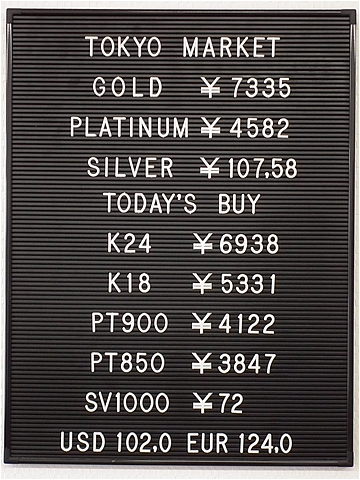 TOKYO MARKET
GOLD ¥7335
PLATINUM ¥4582
SILVER ¥107,58
TODAY'S BUY
K24 ¥6938
K18 ¥5331
PT900 ¥4122
PT850 ¥3847
SV1000 ¥72
USD 102,0 EUR 124,0